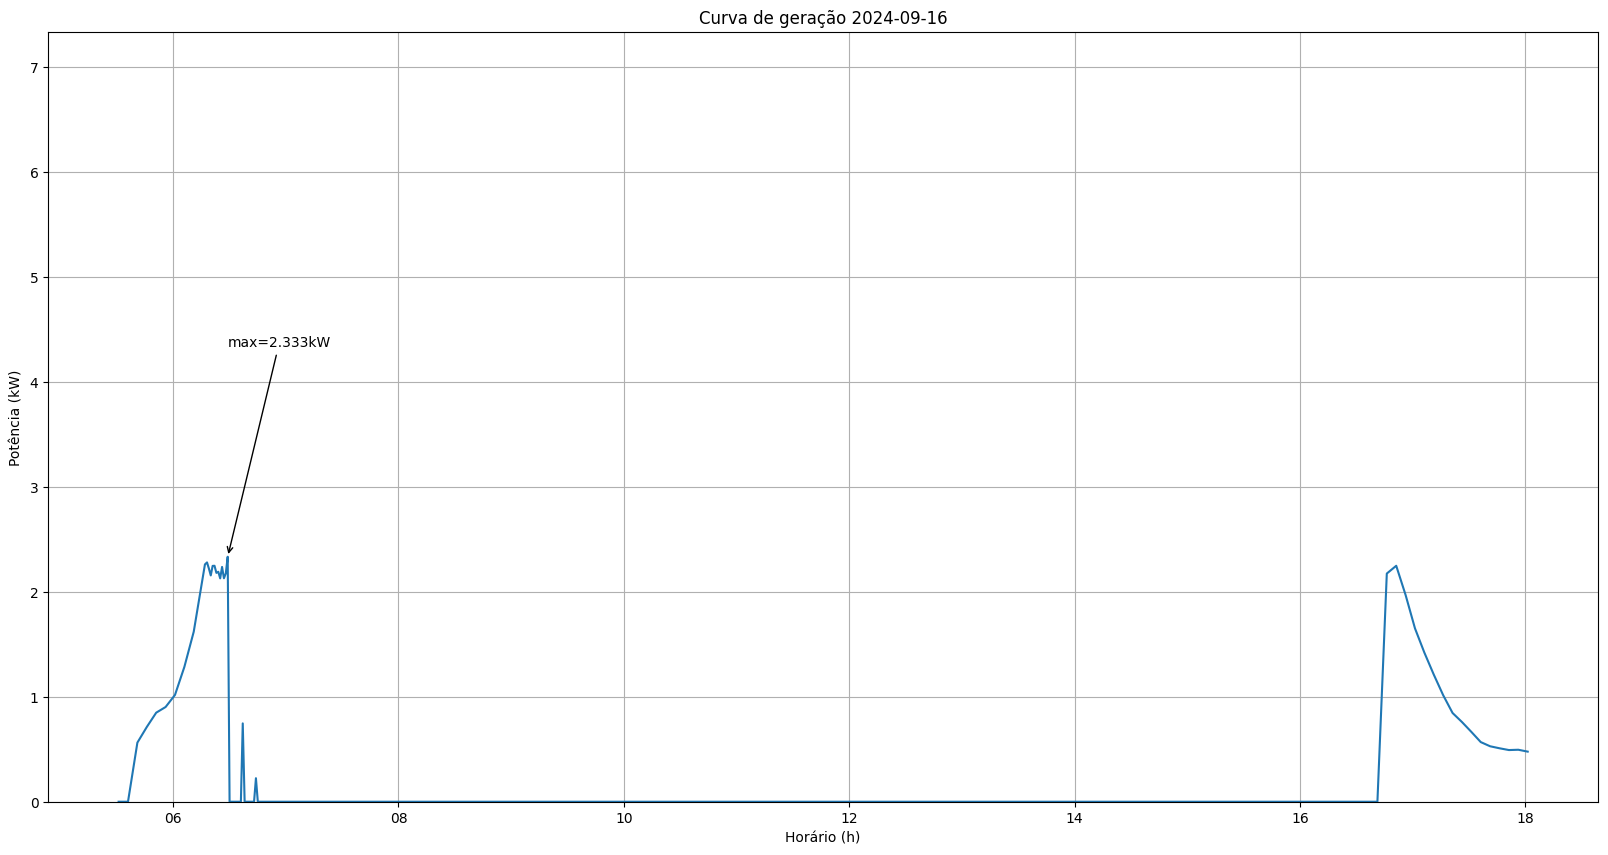 Curva de geração 2024-09-16
7
6
5
4
3
2
1
0
Potência (kW)
max=2.333kW
06 08 10 12 14 16 18
Horário (h)